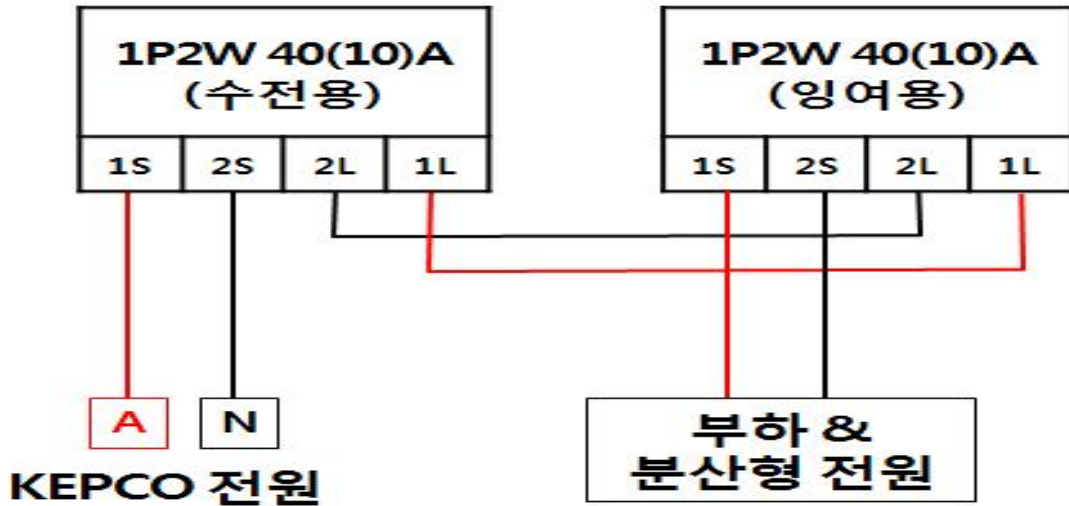 1P2W 40(10)A
(수전용)
1S 2S 2L 1L
1P2W 40(10)A
(잉여용)
1S 2S 2L 1L
A N
KEPCO 전원
부하 &
분산형 전원